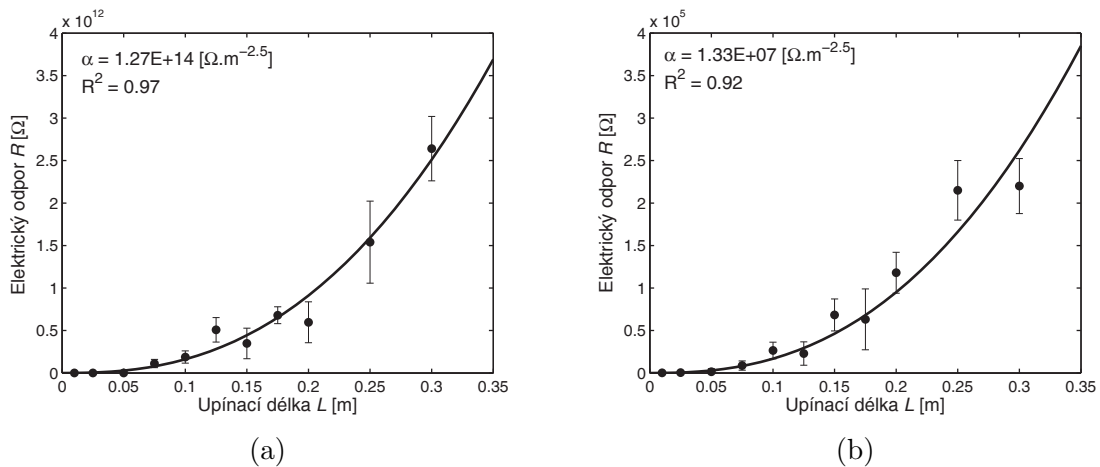 x 10^12
α = 1.27E+14 [Ω.m^−2.5]
R^2 = 0.97
4
3.5
3
2.5
2
1.5
1
0.5
0
Elektrický odpor R [Ω]
0 0.05 0.1 0.15 0.2 0.25 0.3 0.35
Upínací délka L [m]
(a)
x 10^5
α = 1.33E+07 [Ω.m^−2.5]
R^2 = 0.92
4
3.5
3
2.5
2
1.5
1
0.5
0
Elektrický odpor R [Ω]
0 0.05 0.1 0.15 0.2 0.25 0.3 0.35
Upínací délka L [m]
(b)